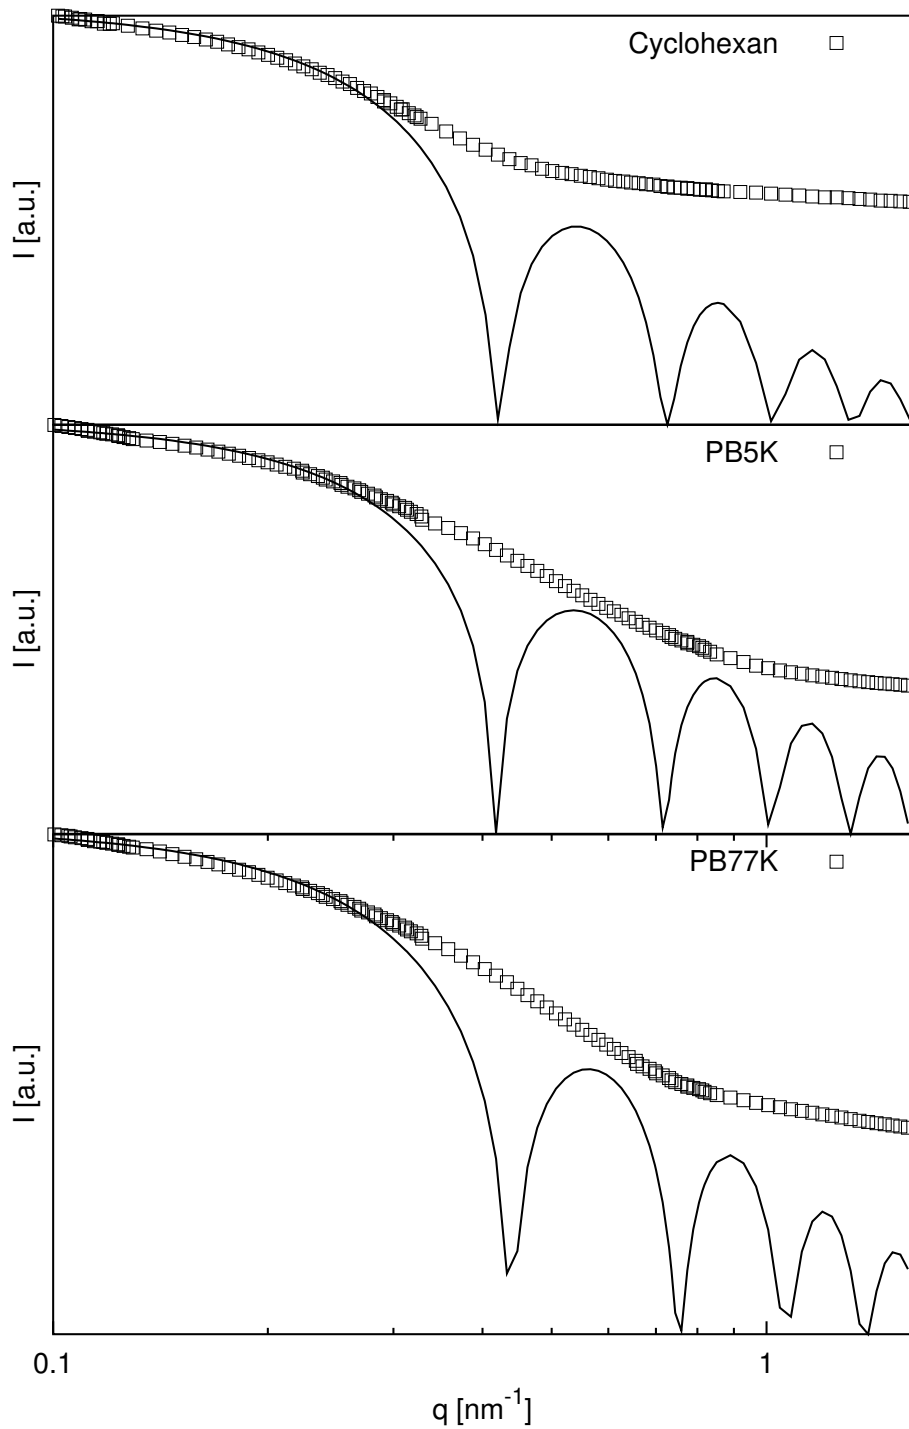 Cyclohexan
I [a.u.]
PB5K
I [a.u.]
PB77K
I [a.u.]
0.1 1
q [nm⁻¹]